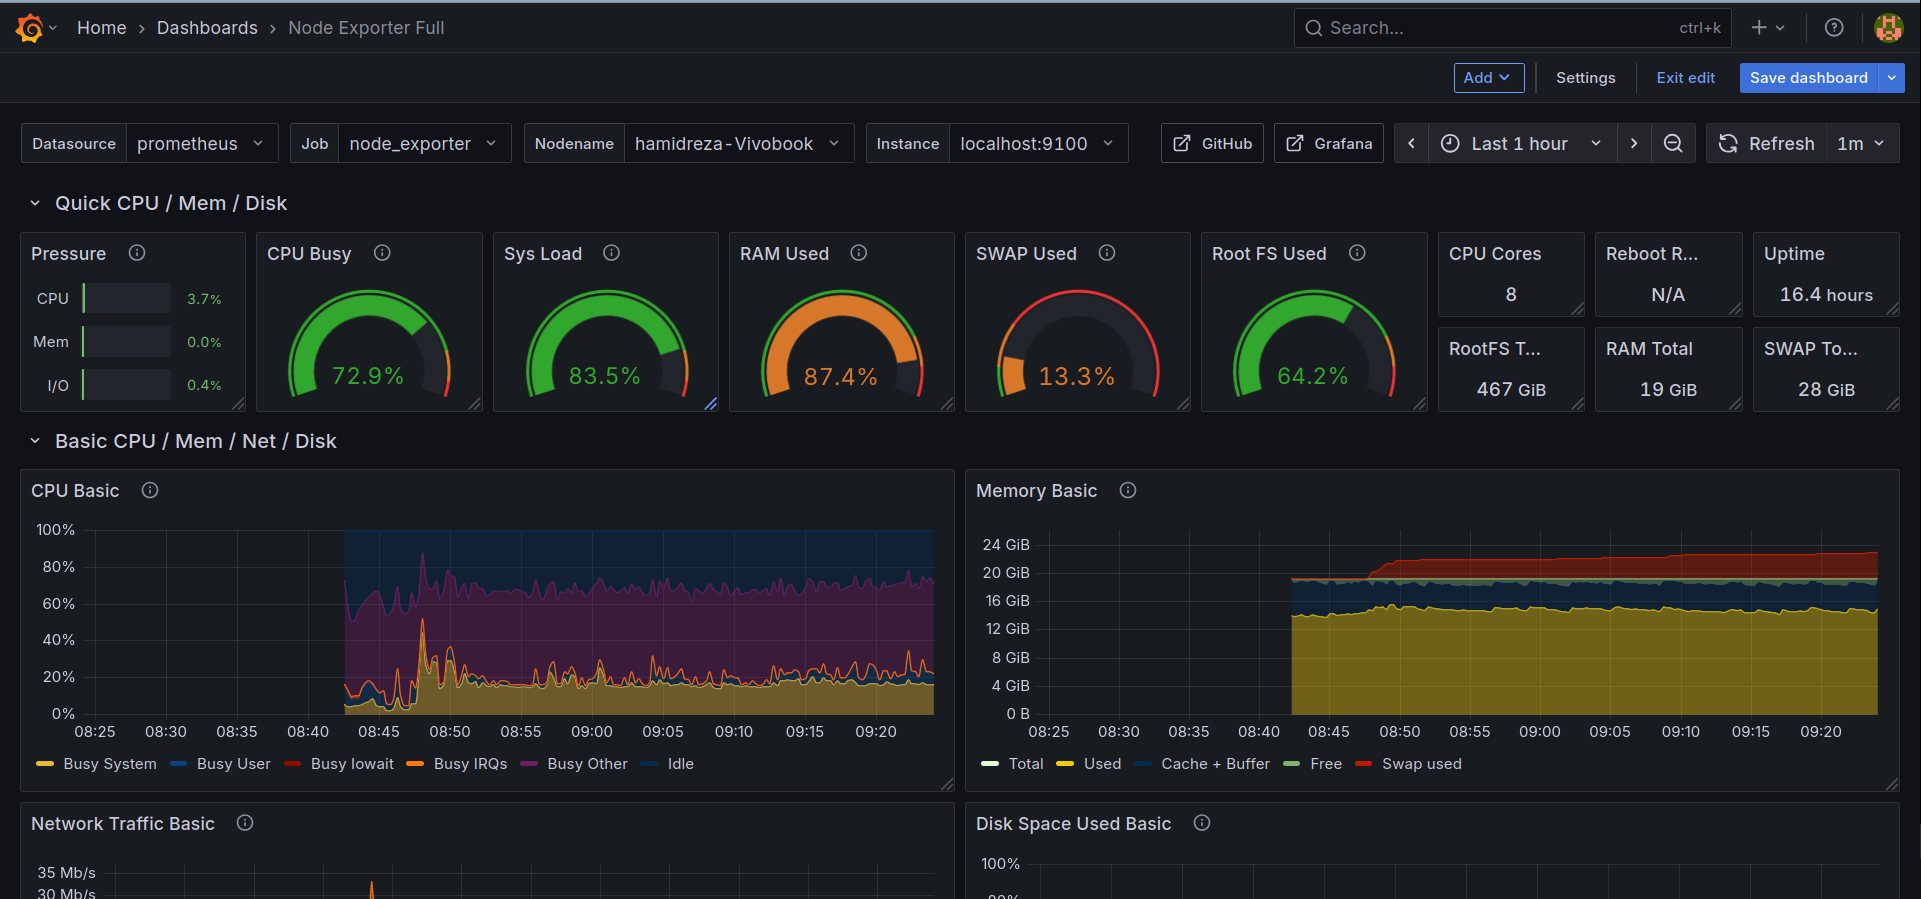 Home › Dashboards › Node Exporter Full
Search... ctrl+k
Add Settings Exit edit Save dashboard
Datasource prometheus Job node_exporter Nodename hamidreza-Vivobook Instance localhost:9100 GitHub Grafana Last 1 hour Refresh 1m
Quick CPU / Mem / Disk
Pressure
CPU 3.7%
Mem 0.0%
I/O 0.4%
CPU Busy
72.9%
Sys Load
83.5%
RAM Used
87.4%
SWAP Used
13.3%
Root FS Used
64.2%
CPU Cores
8
Reboot R...
N/A
Uptime
16.4 hours
RootFS T...
467 GiB
RAM Total
19 GiB
SWAP To...
28 GiB
Basic CPU / Mem / Net / Disk
CPU Basic
100%
80%
60%
40%
20%
0%
08:25 08:30 08:35 08:40 08:45 08:50 08:55 09:00 09:05 09:10 09:15 09:20
Busy System Busy User Busy Iowait Busy IRQs Busy Other Idle
Memory Basic
24 GiB
20 GiB
16 GiB
12 GiB
8 GiB
4 GiB
0 B
08:25 08:30 08:35 08:40 08:45 08:50 08:55 09:00 09:05 09:10 09:15 09:20
Total Used Cache + Buffer Free Swap used
Network Traffic Basic
35 Mb/s
30 Mb/s
Disk Space Used Basic
100%
80%